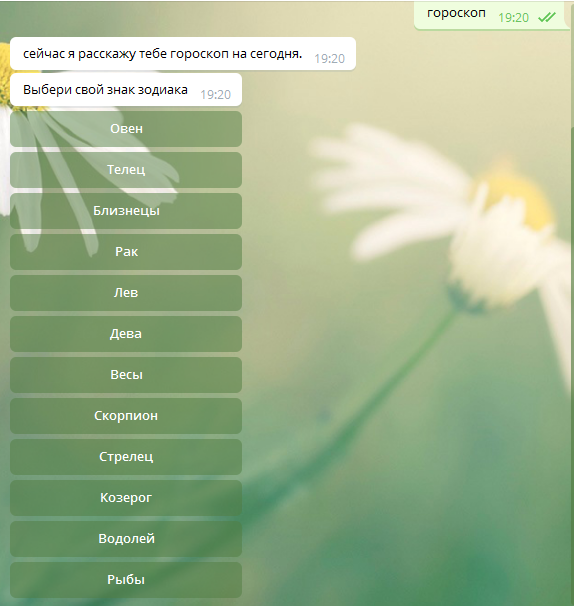 гороскоп 19:20
сейчас я расскажу тебе гороскоп на сегодня. 19:20
Выбери свой знак зодиака 19:20
Овен
Телец
Близнецы
Рак
Лев
Дева
Весы
Скорпион
Стрелец
Козерог
Водолей
Рыбы